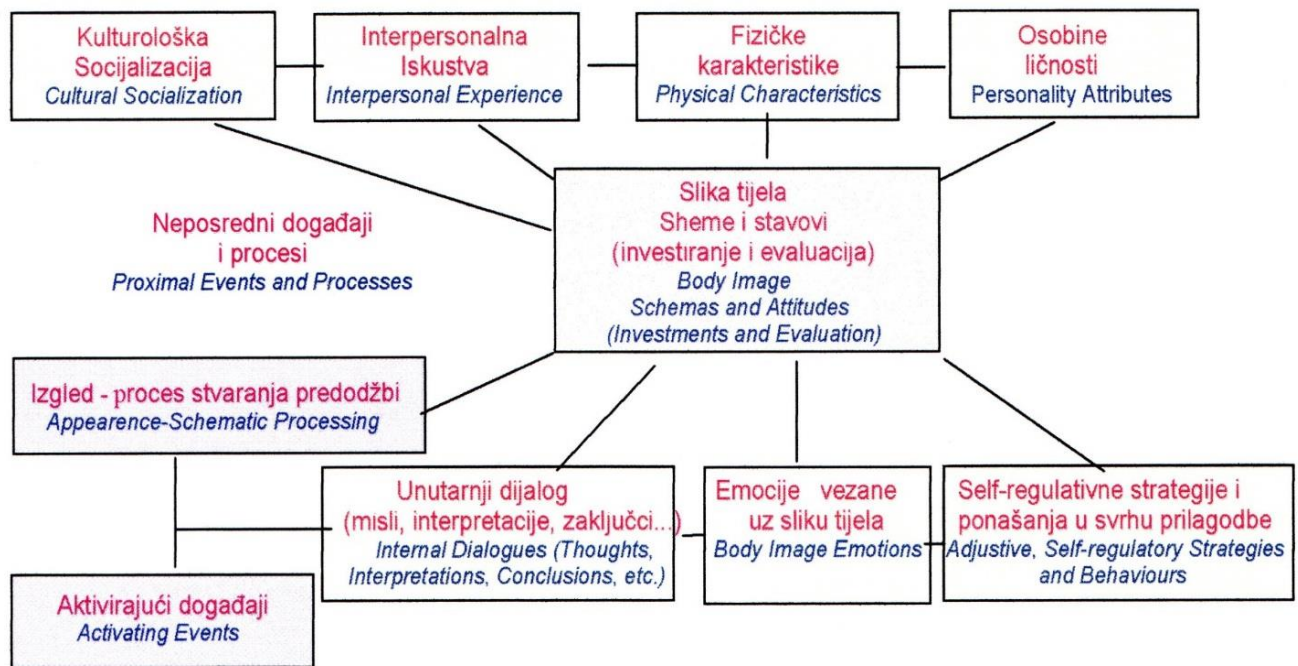 Kulturološka
Socijalizacija
Cultural Socialization
Interpersonalna
Iskustva
Interpersonal Experience
Fizičke
karakteristike
Physical Characteristics
Osobine
ličnosti
Personality Attributes
Slika tijela
Sheme i stavovi
(investiranje i evaluacija)
Body Image
Schemas and Attitudes
(Investments and Evaluation)
Neposredni događaji
i procesi
Proximal Events and Processes
Izgled - proces stvaranja predodžbi
Appearence-Schematic Processing
Unutarnji dijalog
(misli, interpretacije, zaključci...)
Internal Dialogues (Thoughts,
Interpretations, Conclusions, etc.)
Emocije vezane
uz sliku tijela
Body Image Emotions
Self-regulativne strategije i
ponašanja u svrhu prilagodbe
Adjustive, Self-regulatory Strategies
and Behaviours
Aktivirajući događaji
Activating Events